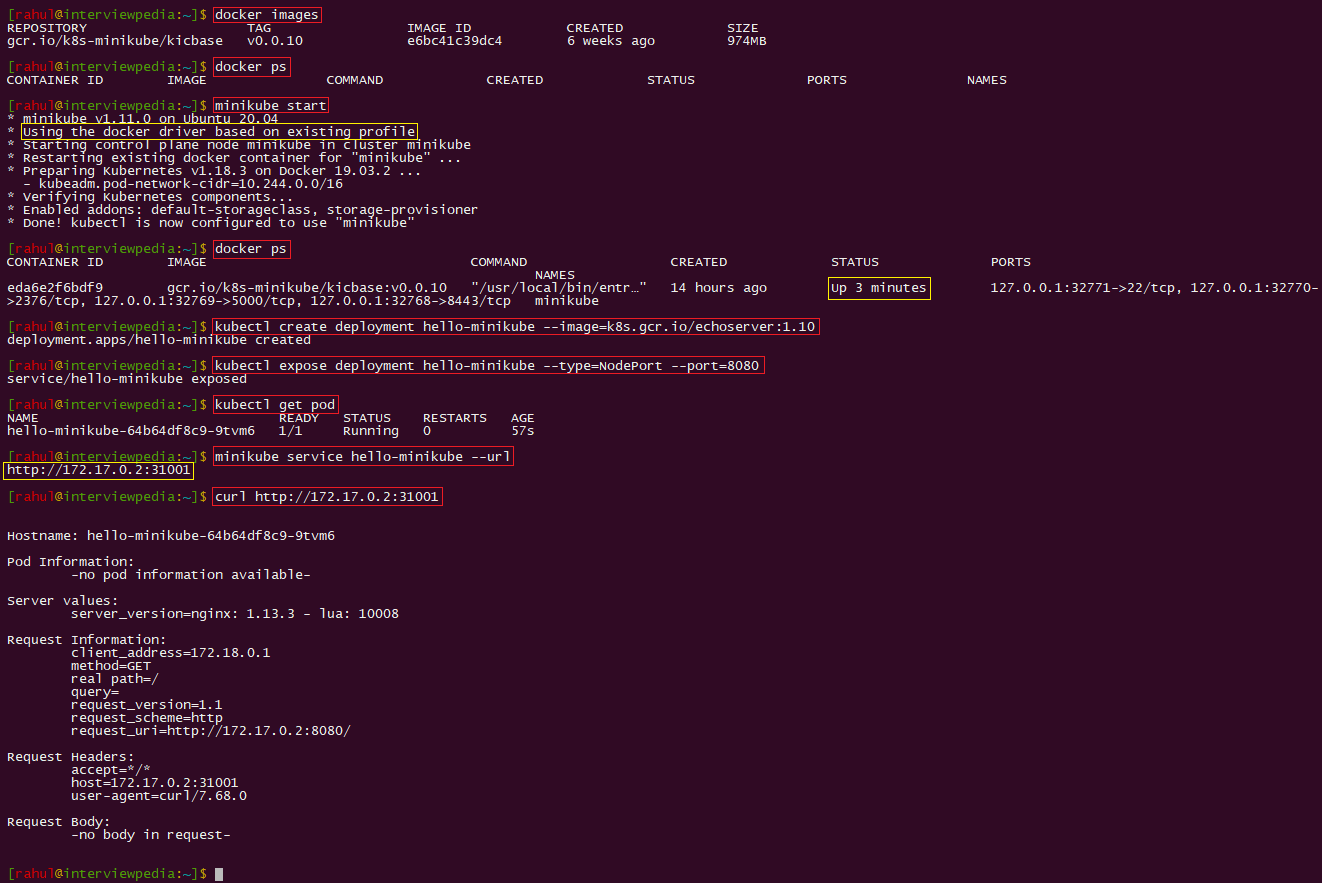 [rahul@interviewpedia:~]$ docker images
REPOSITORY TAG IMAGE ID CREATED SIZE
gcr.io/k8s-minikube/kicbase v0.0.10 e6bc41c39dc4 6 weeks ago 974MB
[rahul@interviewpedia:~]$ docker ps
CONTAINER ID IMAGE COMMAND CREATED STATUS PORTS NAMES
[rahul@interviewpedia:~]$ minikube start
* minikube v1.11.0 on Ubuntu 20.04
* Using the docker driver based on existing profile
* Starting control plane node minikube in cluster minikube
* Restarting existing docker container for "minikube" ...
* Preparing Kubernetes v1.18.3 on Docker 19.03.2 ...
- kubeadm.pod-network-cidr=10.244.0.0/16
* Verifying Kubernetes components...
* Enabled addons: default-storageclass, storage-provisioner
* Done! kubectl is now configured to use "minikube"
[rahul@interviewpedia:~]$ docker ps
CONTAINER ID IMAGE COMMAND CREATED STATUS PORTS
NAMES
eda6e2f6bdf9 gcr.io/k8s-minikube/kicbase:v0.0.10 "/usr/local/bin/entr…" 14 hours ago Up 3 minutes 127.0.0.1:32771->22/tcp, 127.0.0.1:32770-
>2376/tcp, 127.0.0.1:32769->5000/tcp, 127.0.0.1:32768->8443/tcp minikube
[rahul@interviewpedia:~]$ kubectl create deployment hello-minikube --image=k8s.gcr.io/echoserver:1.10
deployment.apps/hello-minikube created
[rahul@interviewpedia:~]$ kubectl expose deployment hello-minikube --type=NodePort --port=8080
service/hello-minikube exposed
[rahul@interviewpedia:~]$ kubectl get pod
NAME READY STATUS RESTARTS AGE
hello-minikube-64b64df8c9-9tvm6 1/1 Running 0 57s
[rahul@interviewpedia:~]$ minikube service hello-minikube --url
http://172.17.0.2:31001
[rahul@interviewpedia:~]$ curl http://172.17.0.2:31001
Hostname: hello-minikube-64b64df8c9-9tvm6
Pod Information:
-no pod information available-
Server values:
server_version=nginx: 1.13.3 - lua: 10008
Request Information:
client_address=172.18.0.1
method=GET
real path=/
query=
request_version=1.1
request_scheme=http
request_uri=http://172.17.0.2:8080/
Request Headers:
accept=*/*
host=172.17.0.2:31001
user-agent=curl/7.68.0
Request Body:
-no body in request-
[rahul@interviewpedia:~]$